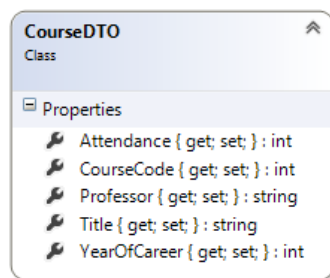 CourseDTO
Class
Properties
Attendance { get; set; } : int
CourseCode { get; set; } : int
Professor { get; set; } : string
Title { get; set; } : string
YearOfCareer { get; set; } : int